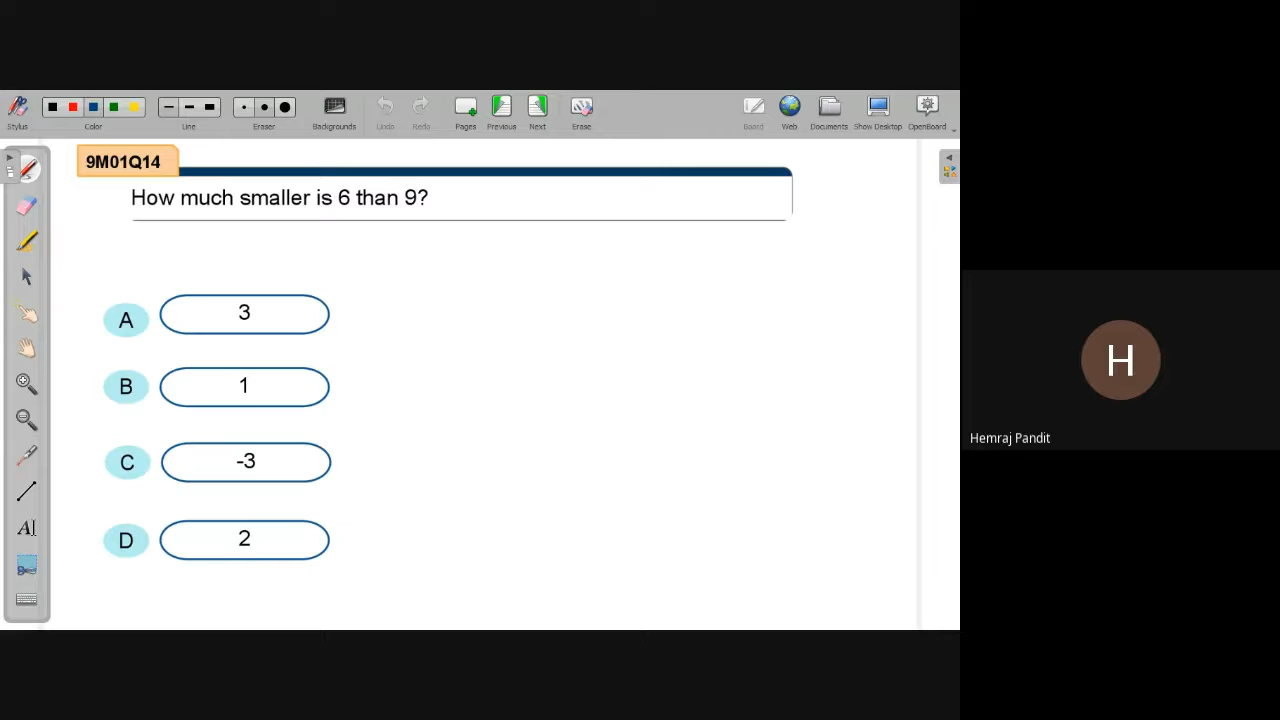 Stylus
Color
Line
Eraser
Backgrounds
Undo
Redo
Pages
Previous
Next
Erase
Board
Web
Documents
Show Desktop
OpenBoard
9M01Q14
How much smaller is 6 than 9?
A 3
B 1
C -3
D 2
AI
H
Hemraj Pandit